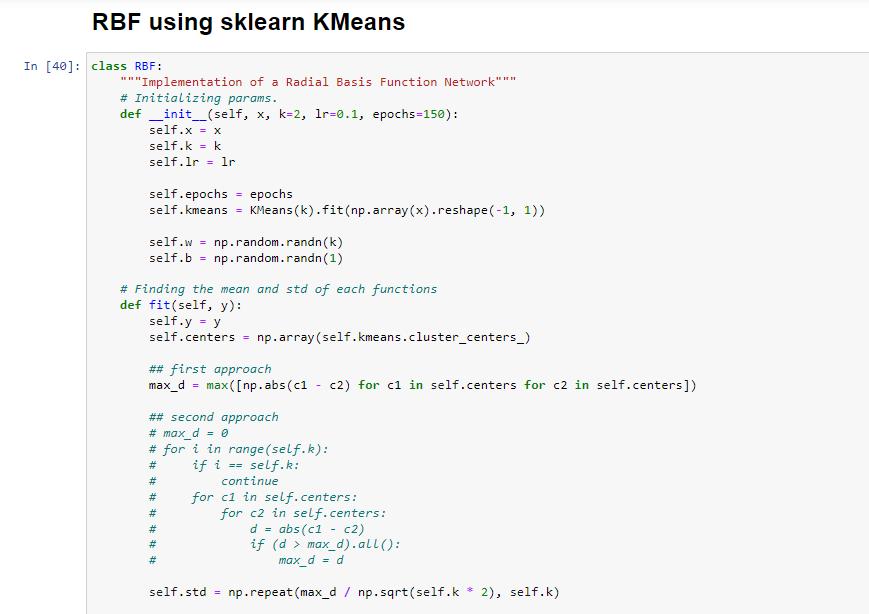 RBF using sklearn KMeans
In [40]: class RBF:
    """Implementation of a Radial Basis Function Network"""
    # Initializing params.
    def __init__(self, x, k=2, lr=0.1, epochs=150):
        self.x = x
        self.k = k
        self.lr = lr
        self.epochs = epochs
        self.kmeans = KMeans(k).fit(np.array(x).reshape(-1, 1))
        self.w = np.random.randn(k)
        self.b = np.random.randn(1)
    # Finding the mean and std of each functions
    def fit(self, y):
        self.y = y
        self.centers = np.array(self.kmeans.cluster_centers_)
        ## first approach
        max_d = max([np.abs(c1 - c2) for c1 in self.centers for c2 in self.centers])
        ## second approach
        # max_d = 0
        # for i in range(self.k):
        #     if i == self.k:
        #         continue
        #     for c1 in self.centers:
        #         for c2 in self.centers:
        #             d = abs(c1 - c2)
        #             if (d > max_d).all():
        #                 max_d = d
        self.std = np.repeat(max_d / np.sqrt(self.k * 2), self.k)